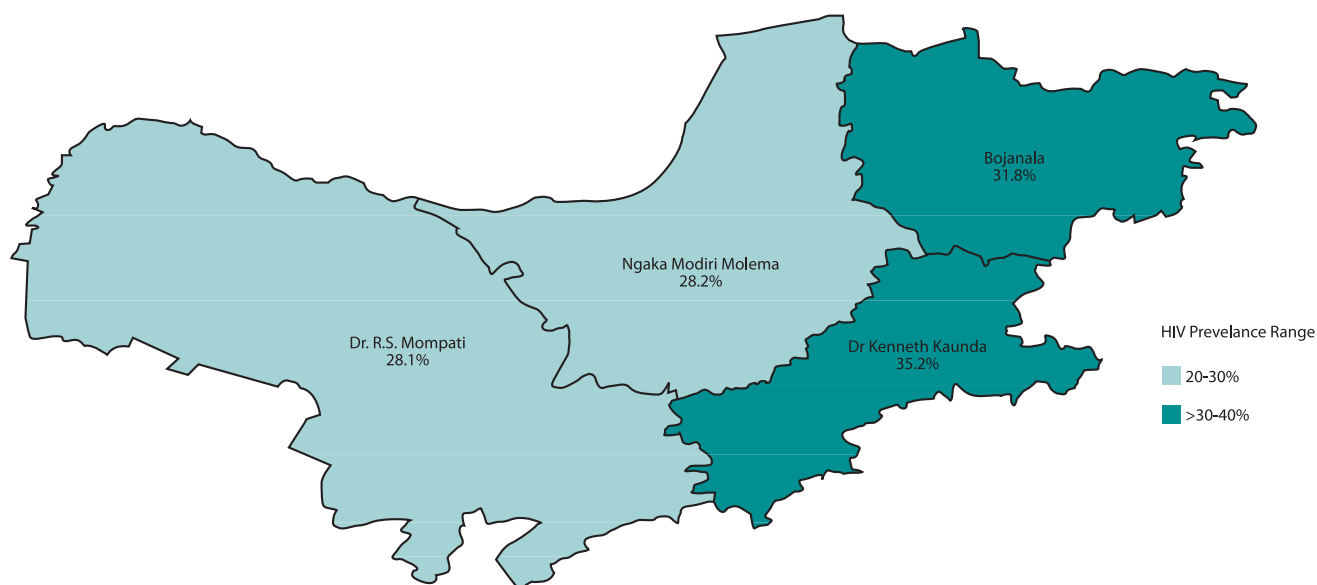 Bojanala
31.8%
Ngaka Modiri Molema
28.2%
Dr. R.S. Mompati
28.1%
Dr Kenneth Kaunda
35.2%
HIV Prevelance Range
20-30%
>30-40%